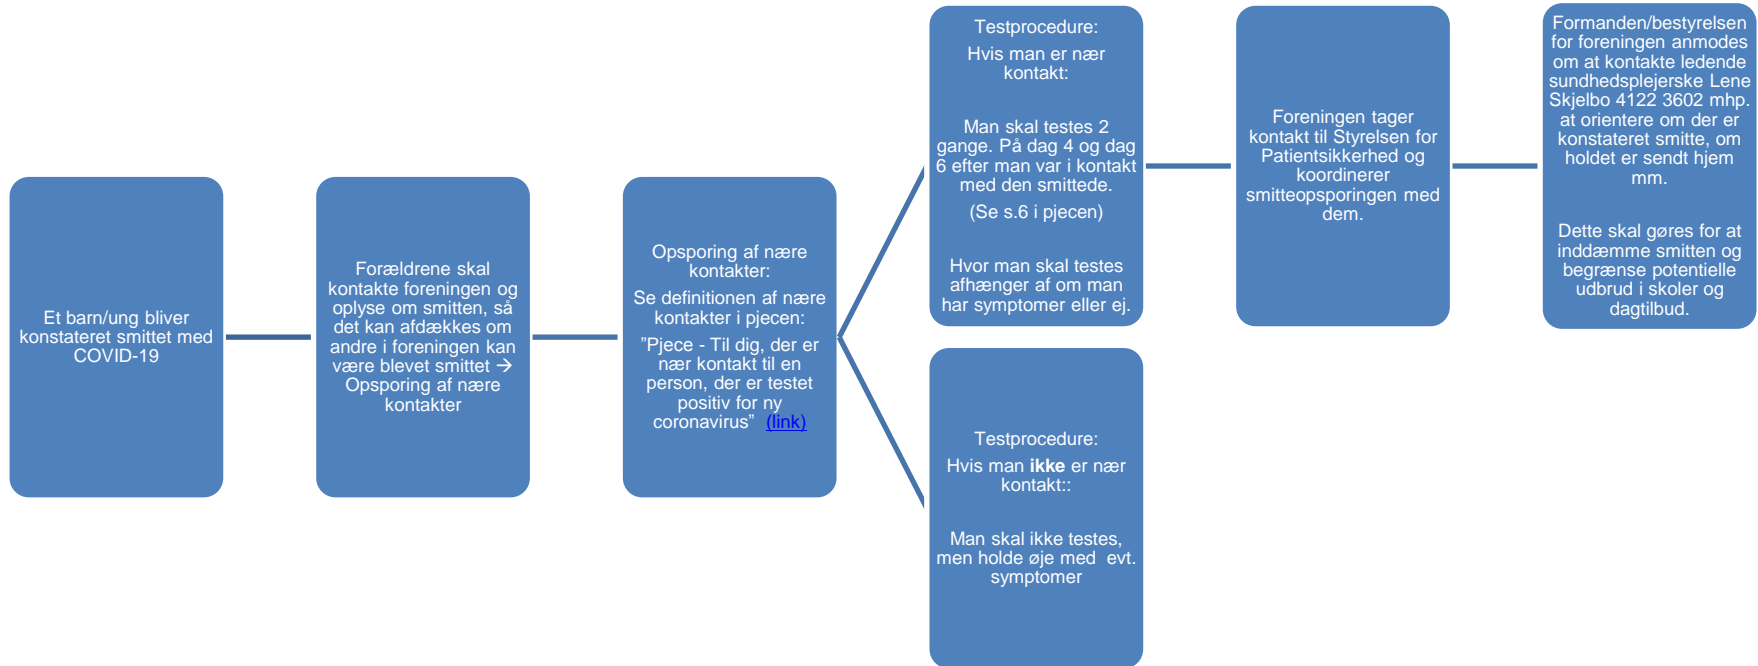 Et barn/ung bliver
konstateret smittet med
COVID-19
Forældrene skal
kontakte foreningen og
oplyse om smitten, så
det kan afdækkes om
andre i foreningen kan
være blevet smittet →
Opsporing af nære
kontakter
Opsporing af nære
kontakter:
Se definitionen af nære
kontakter i pjecen:
”Pjece - Til dig, der er
nær kontakt til en
person, der er testet
positiv for ny
coronavirus” (link)
Testprocedure:
Hvis man er nær
kontakt:
Man skal testes 2
gange. På dag 4 og dag
6 efter man var i kontakt
med den smittede.
(Se s.6 i pjecen)
Hvor man skal testes
afhænger af om man
har symptomer eller ej.
Testprocedure:
Hvis man ikke er nær
kontakt::
Man skal ikke testes,
men holde øje med evt.
symptomer
Foreningen tager
kontakt til Styrelsen for
Patientsikkerhed og
koordinerer
smitteopsporingen med
dem.
Formanden/bestyrelsen
for foreningen anmodes
om at kontakte ledende
sundhedsplejerske Lene
Skjelbo 4122 3602 mhp.
at orientere om der er
konstateret smitte, om
holdet er sendt hjem
mm.
Dette skal gøres for at
inddæmme smitten og
begrænse potentielle
udbrud i skoler og
dagtilbud.